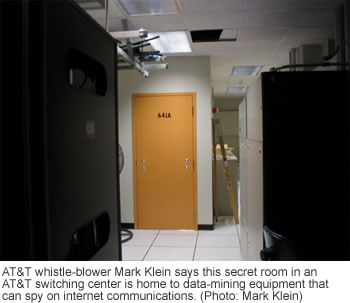 641A
AT&T whistle-blower Mark Klein says this secret room in an
AT&T switching center is home to data-mining equipment that
can spy on internet communications. (Photo: Mark Klein)